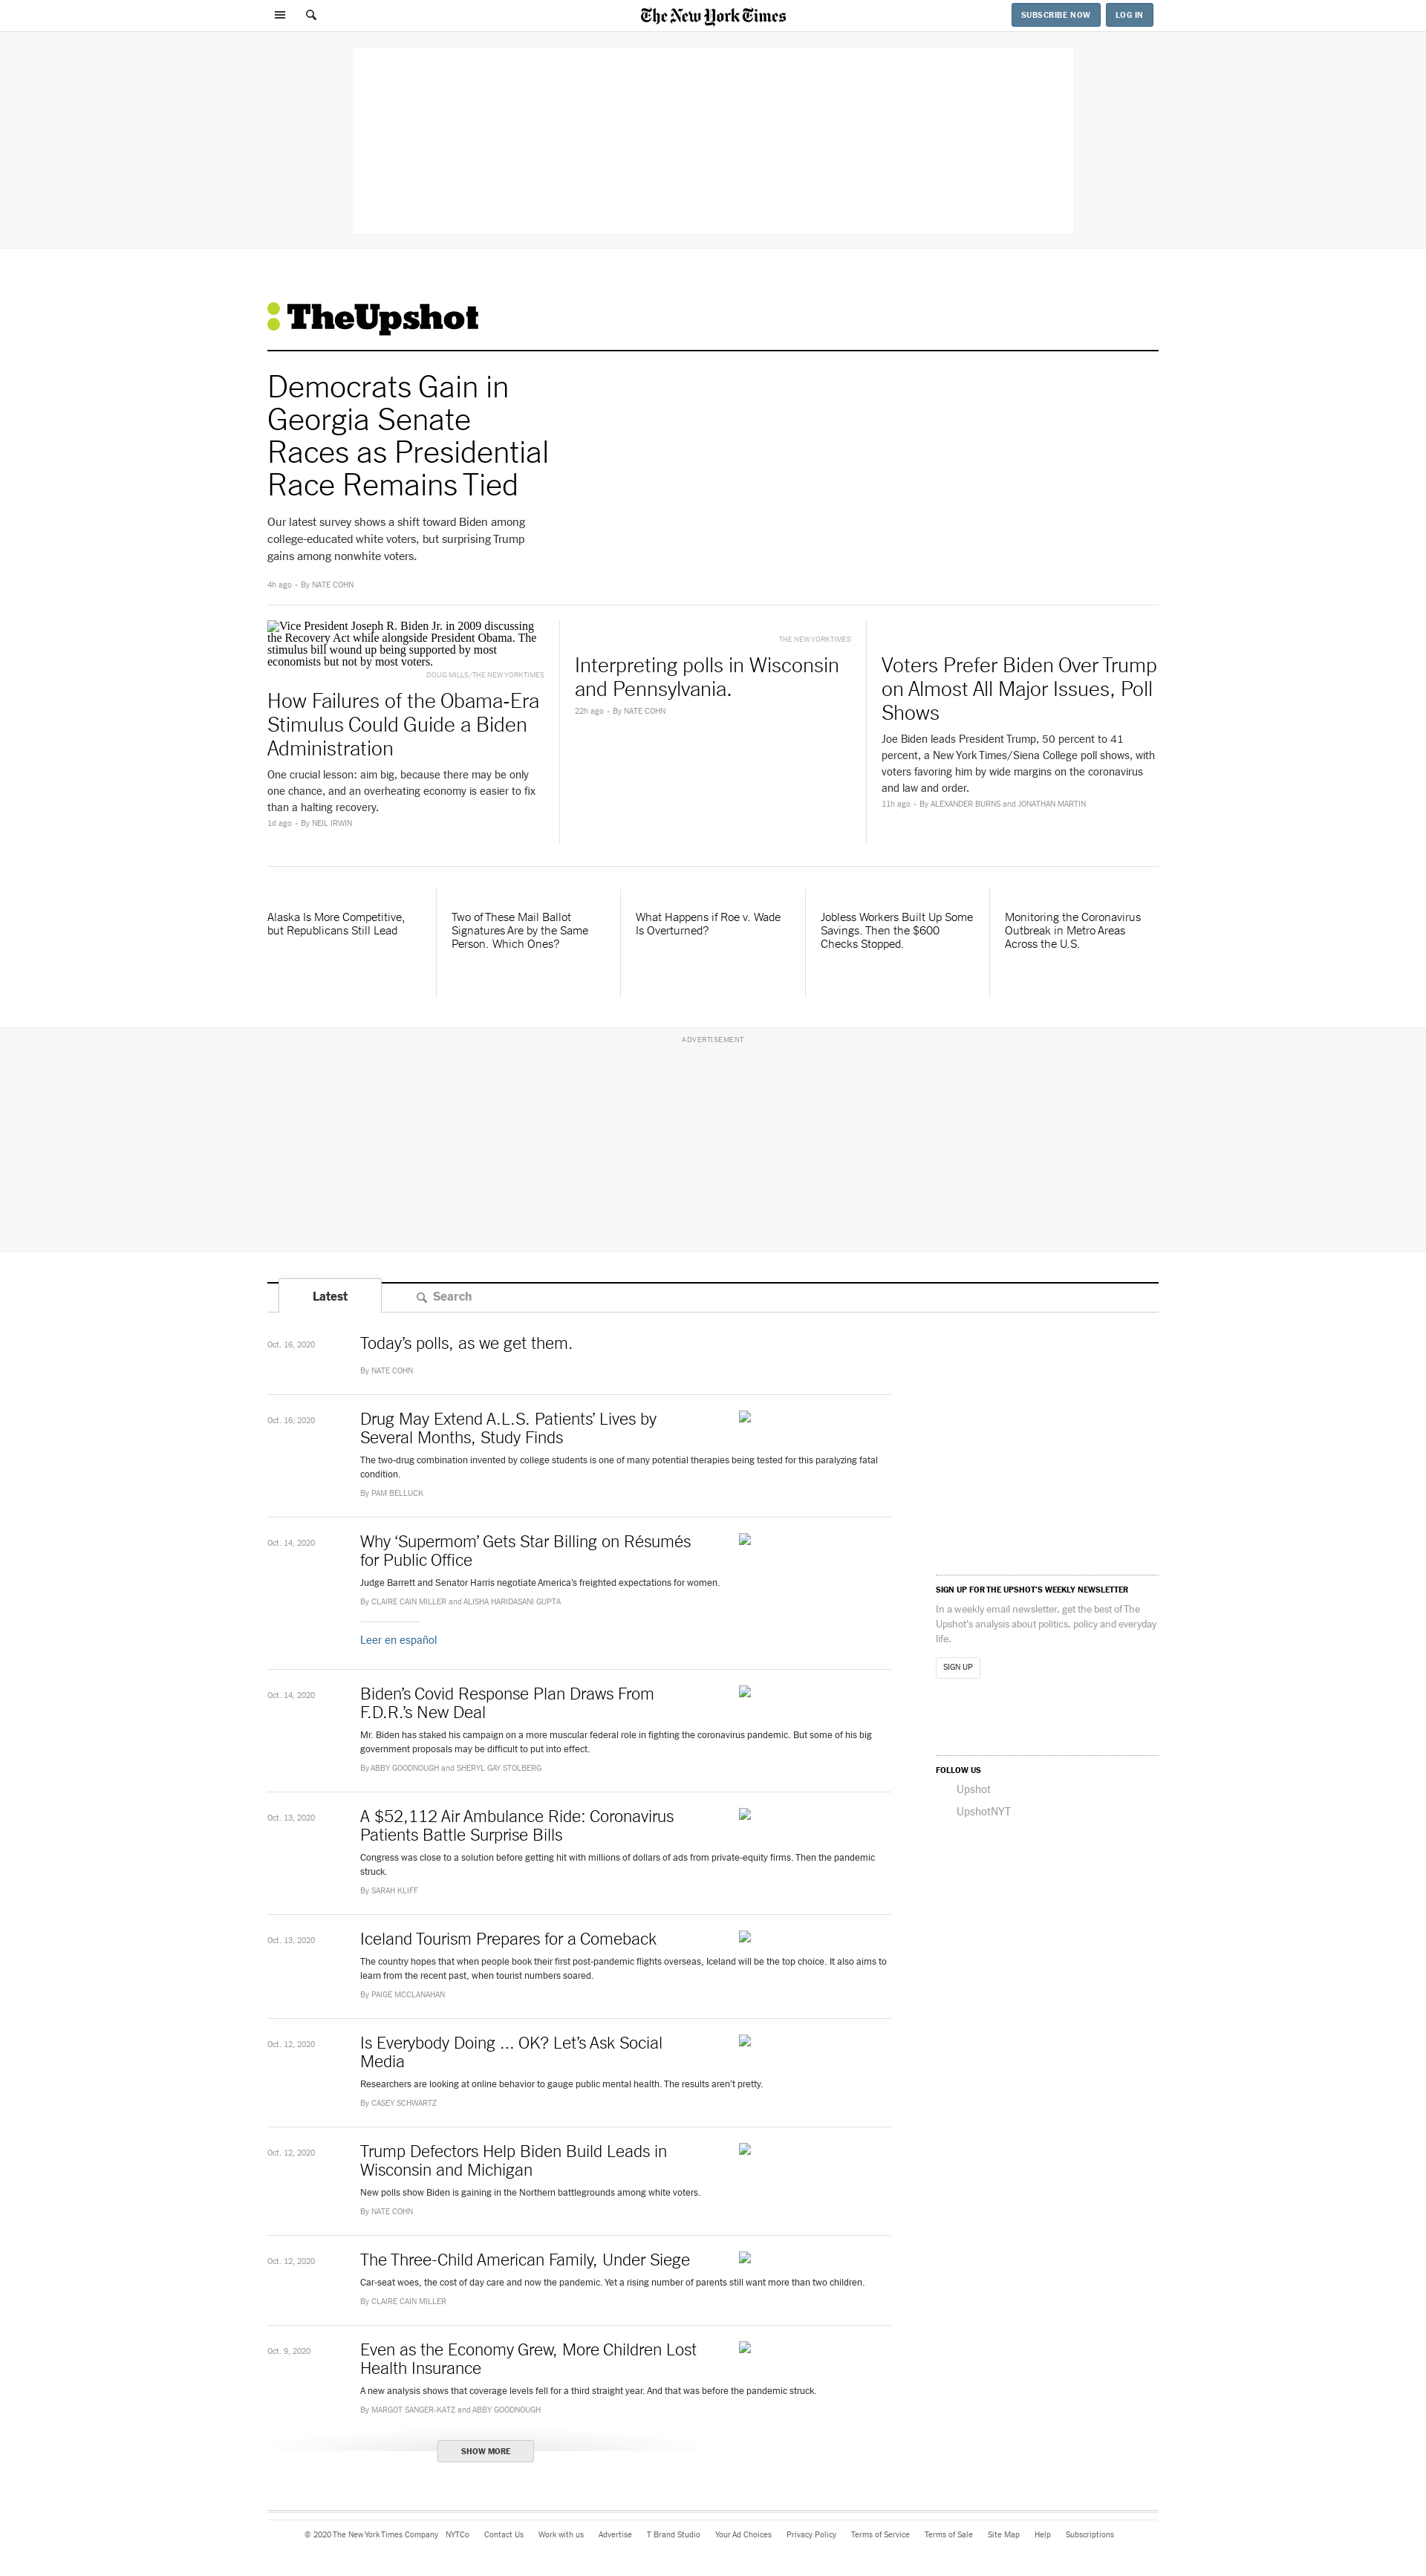 The New York Times
SUBSCRIBE NOW
LOG IN
TheUpshot
Democrats Gain in
Georgia Senate
Races as Presidential
Race Remains Tied
Our latest survey shows a shift toward Biden among
college-educated white voters, but surprising Trump
gains among nonwhite voters.
4h ago • By NATE COHN
Vice President Joseph R. Biden Jr. in 2009 discussing
the Recovery Act while alongside President Obama. The
stimulus bill wound up being supported by most
economists but not by most voters.
DOUG MILLS/THE NEW YORK TIMES
How Failures of the Obama-Era
Stimulus Could Guide a Biden
Administration
One crucial lesson: aim big, because there may be only
one chance, and an overheating economy is easier to fix
than a halting recovery.
1d ago • By NEIL IRWIN
THE NEW YORK TIMES
Interpreting polls in Wisconsin
and Pennsylvania.
22h ago • By NATE COHN
Voters Prefer Biden Over Trump
on Almost All Major Issues, Poll
Shows
Joe Biden leads President Trump, 50 percent to 41
percent, a New York Times/Siena College poll shows, with
voters favoring him by wide margins on the coronavirus
and law and order.
11h ago • By ALEXANDER BURNS and JONATHAN MARTIN
Alaska Is More Competitive,
but Republicans Still Lead
Two of These Mail Ballot
Signatures Are by the Same
Person. Which Ones?
What Happens if Roe v. Wade
Is Overturned?
Jobless Workers Built Up Some
Savings. Then the $600
Checks Stopped.
Monitoring the Coronavirus
Outbreak in Metro Areas
Across the U.S.
ADVERTISEMENT
Latest
Search
Oct. 16, 2020
Today’s polls, as we get them.
By NATE COHN
Oct. 16, 2020
Drug May Extend A.L.S. Patients’ Lives by
Several Months, Study Finds
The two-drug combination invented by college students is one of many potential therapies being tested for this paralyzing fatal
condition.
By PAM BELLUCK
Oct. 14, 2020
Why ‘Supermom’ Gets Star Billing on Résumés
for Public Office
Judge Barrett and Senator Harris negotiate America’s freighted expectations for women.
By CLAIRE CAIN MILLER and ALISHA HARIDASANI GUPTA
Leer en español
Oct. 14, 2020
Biden’s Covid Response Plan Draws From
F.D.R.’s New Deal
Mr. Biden has staked his campaign on a more muscular federal role in fighting the coronavirus pandemic. But some of his big
government proposals may be difficult to put into effect.
By ABBY GOODNOUGH and SHERYL GAY STOLBERG
Oct. 13, 2020
A $52,112 Air Ambulance Ride: Coronavirus
Patients Battle Surprise Bills
Congress was close to a solution before getting hit with millions of dollars of ads from private-equity firms. Then the pandemic
struck.
By SARAH KLIFF
Oct. 13, 2020
Iceland Tourism Prepares for a Comeback
The country hopes that when people book their first post-pandemic flights overseas, Iceland will be the top choice. It also aims to
learn from the recent past, when tourist numbers soared.
By PAIGE MCCLANAHAN
Oct. 12, 2020
Is Everybody Doing ... OK? Let’s Ask Social
Media
Researchers are looking at online behavior to gauge public mental health. The results aren’t pretty.
By CASEY SCHWARTZ
Oct. 12, 2020
Trump Defectors Help Biden Build Leads in
Wisconsin and Michigan
New polls show Biden is gaining in the Northern battlegrounds among white voters.
By NATE COHN
Oct. 12, 2020
The Three-Child American Family, Under Siege
Car-seat woes, the cost of day care and now the pandemic. Yet a rising number of parents still want more than two children.
By CLAIRE CAIN MILLER
Oct. 9, 2020
Even as the Economy Grew, More Children Lost
Health Insurance
A new analysis shows that coverage levels fell for a third straight year. And that was before the pandemic struck.
By MARGOT SANGER-KATZ and ABBY GOODNOUGH
SHOW MORE
SIGN UP FOR THE UPSHOT’S WEEKLY NEWSLETTER
In a weekly email newsletter, get the best of The
Upshot’s analysis about politics, policy and everyday
life.
SIGN UP
FOLLOW US
Upshot
UpshotNYT
© 2020 The New York Times Company NYTCo Contact Us Work with us Advertise T Brand Studio Your Ad Choices Privacy Policy Terms of Service Terms of Sale Site Map Help Subscriptions